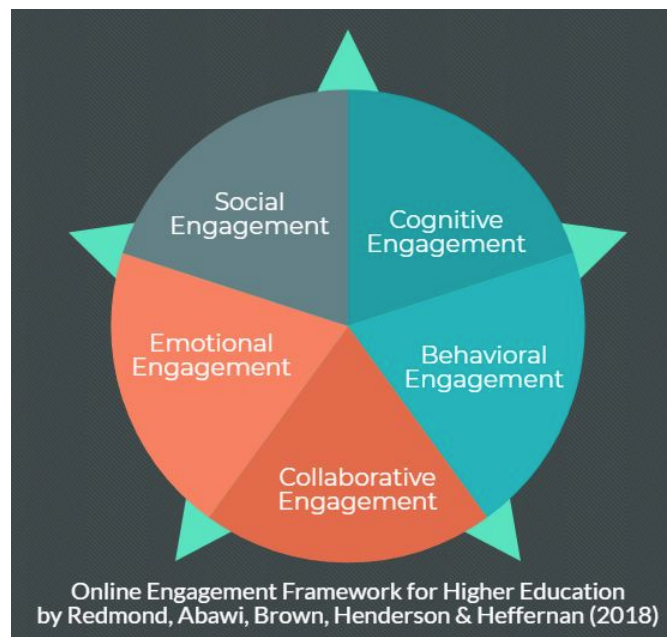 Social
Engagement
Cognitive
Engagement
Emotional
Engagement
Behavioral
Engagement
Collaborative
Engagement
Online Engagement Framework for Higher Education
by Redmond, Abawi, Brown, Henderson & Heffernan (2018)